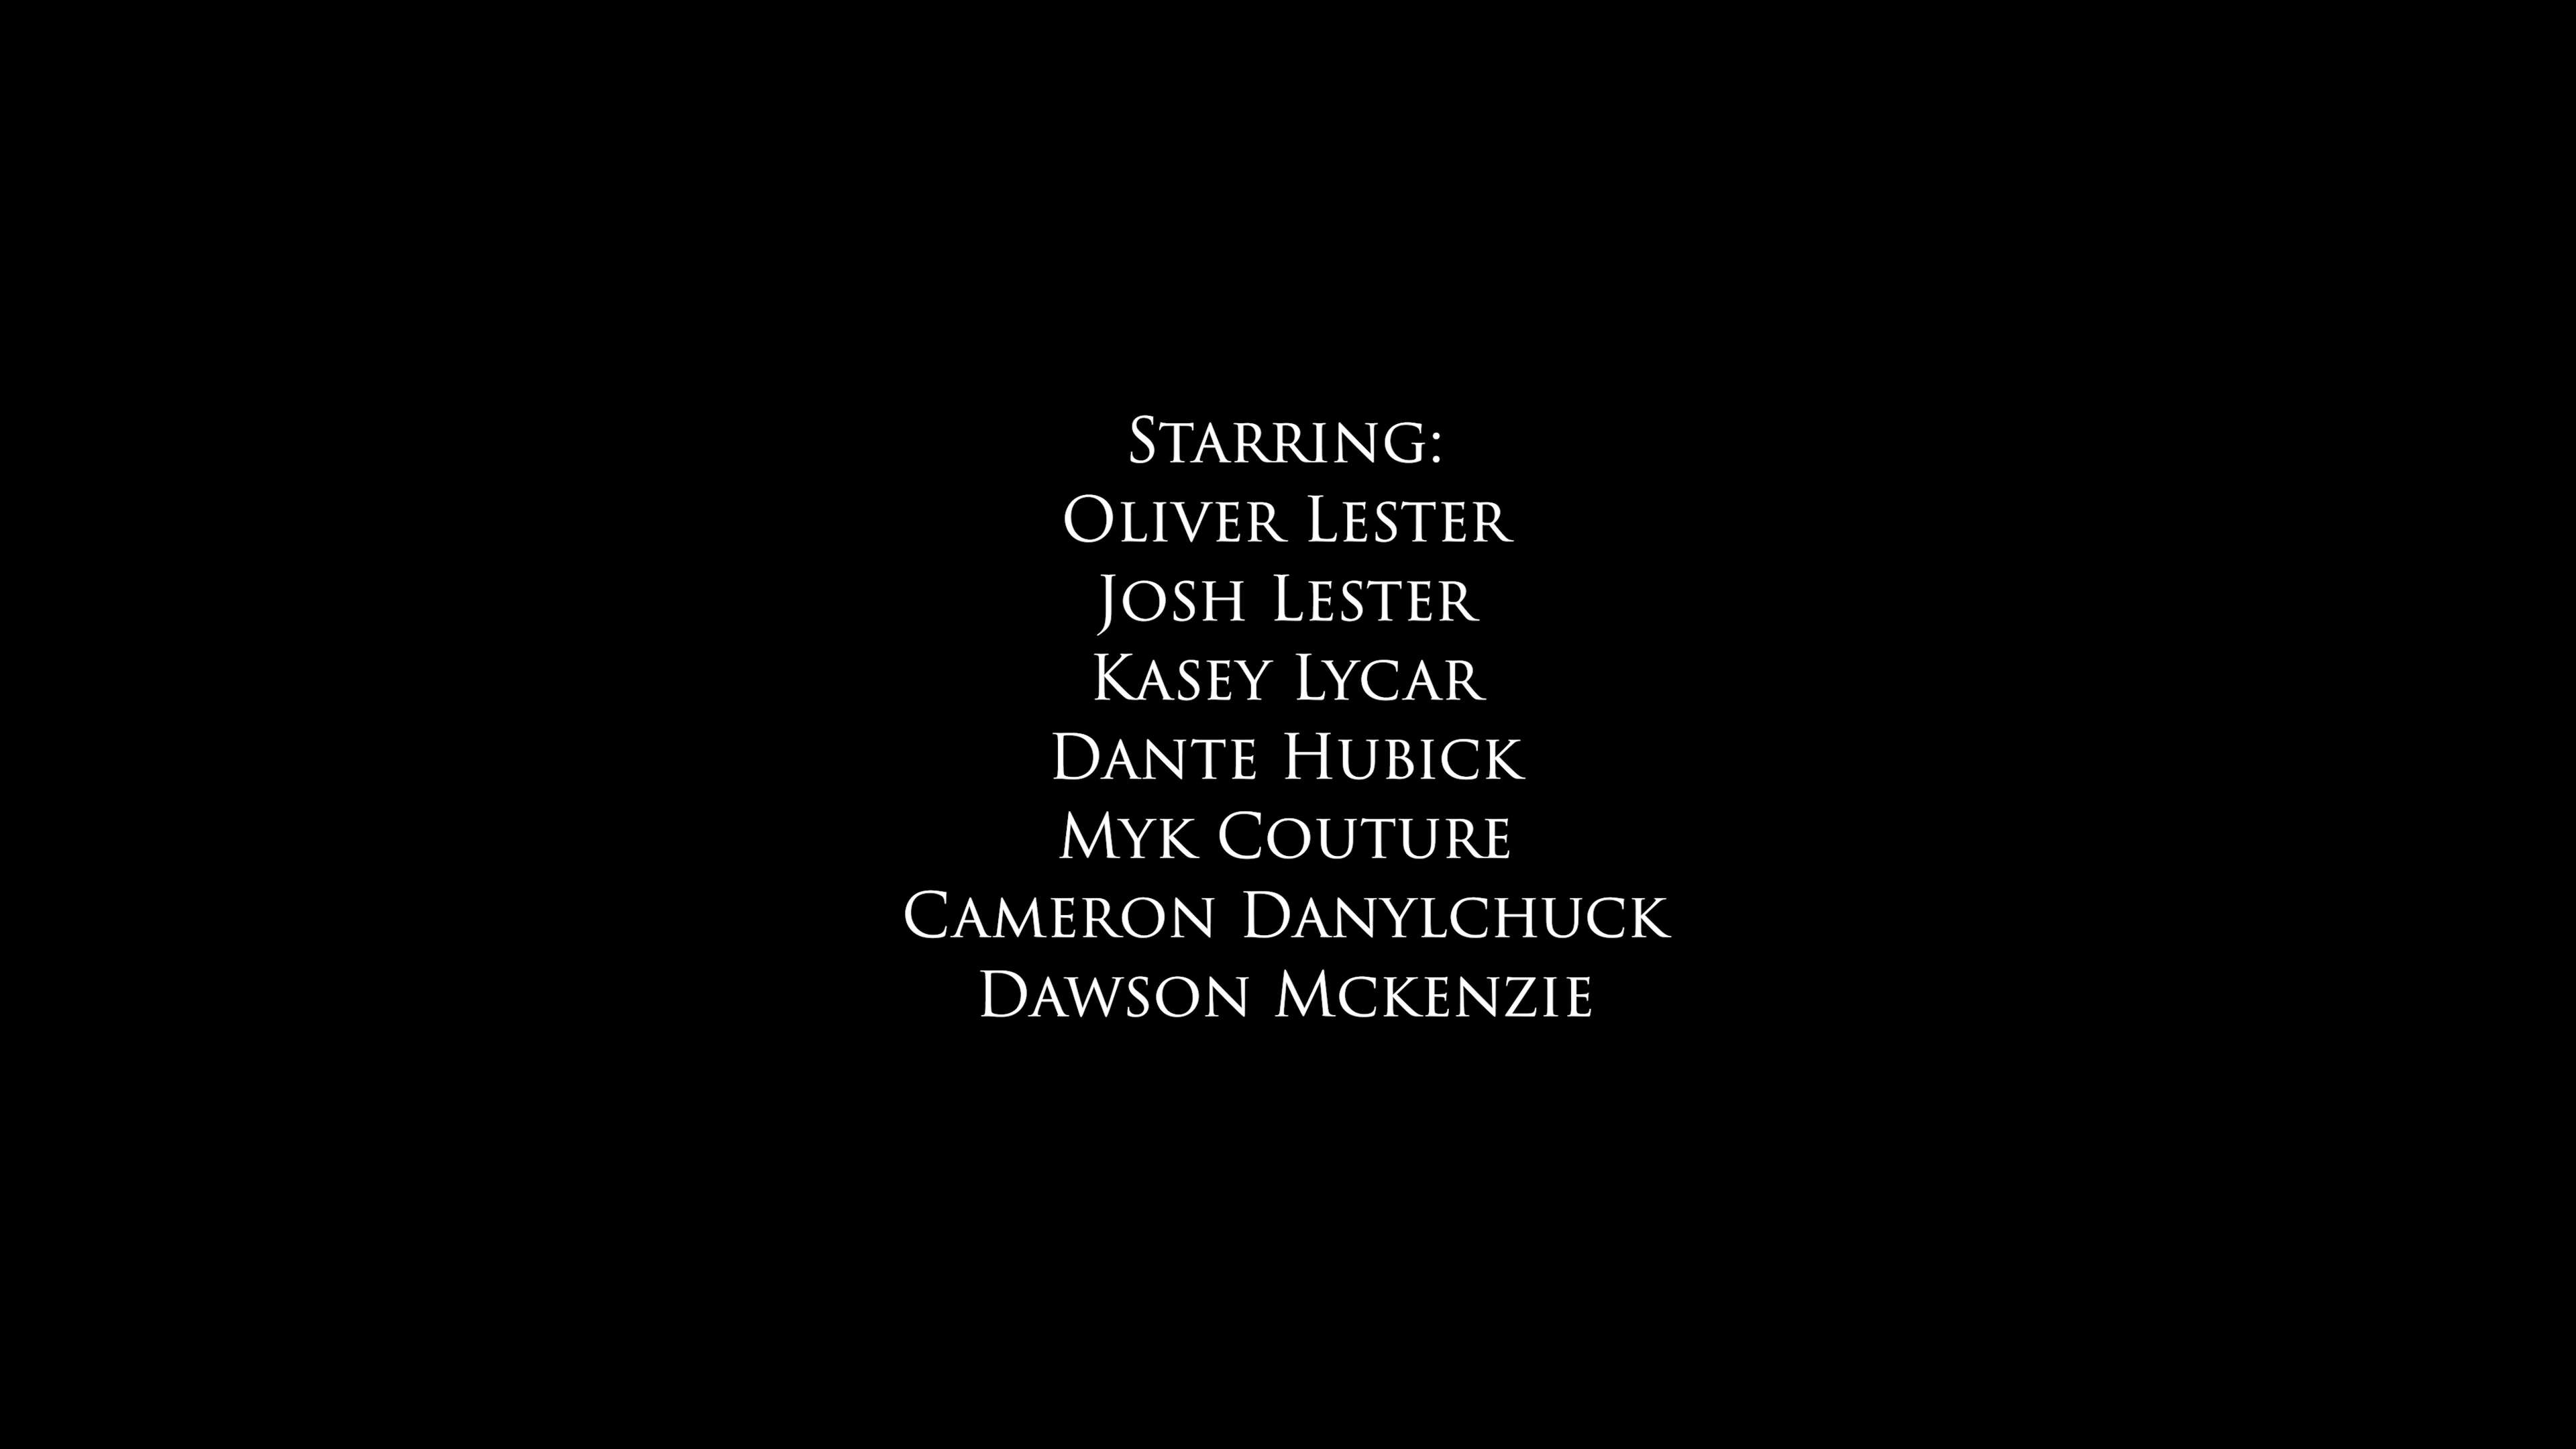 Starring:
Oliver Lester
Josh Lester
Kasey Lycar
Dante Hubick
Myk Couture
Cameron Danylchuck
Dawson Mckenzie